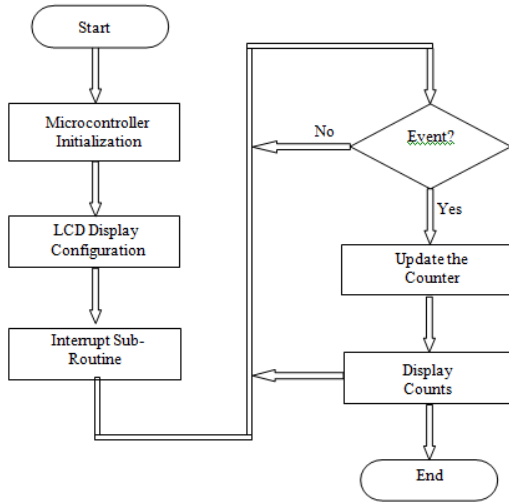 Start
Microcontroller
Initialization
LCD Display
Configuration
Interrupt Sub-
Routine
Event?
No
Yes
Update the
Counter
Display
Counts
End